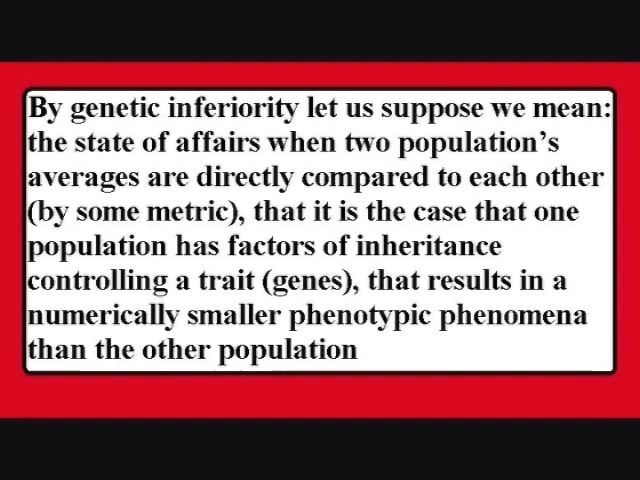 By genetic inferiority let us suppose we mean:
the state of affairs when two population's
averages are directly compared to each other
(by some metric), that it is the case that one
population has factors of inheritance
controlling a trait (genes), that results in a
numerically smaller phenotypic phenomena
than the other population